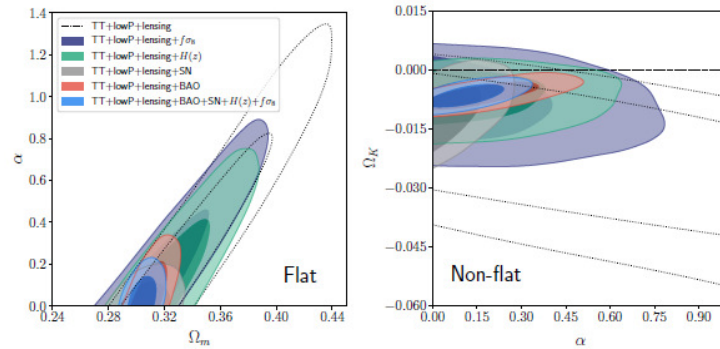 1.4
1.2
1.0
0.8
0.6
0.4
0.2
0.0
α
TT+lowP+lensing
TT+lowP+lensing+fσ₈
TT+lowP+lensing+H(z)
TT+lowP+lensing+SN
TT+lowP+lensing+BAO
TT+lowP+lensing+BAO+SN+H(z)+fσ₈
Flat
0.24 0.28 0.32 0.36 0.40 0.44
Ωₘ
0.015
0.000
−0.015
−0.030
−0.045
−0.060
Ω_K
Non-flat
0.00 0.15 0.30 0.45 0.60 0.75 0.90
α